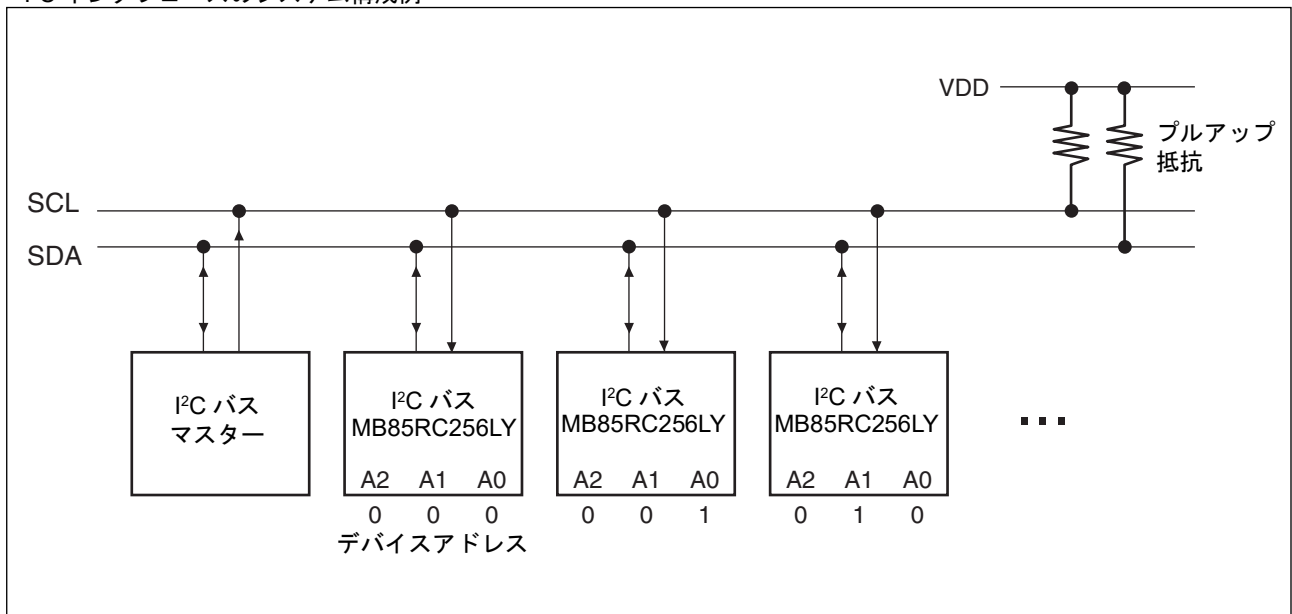 VDD
プルアップ
抵抗
SCL
SDA
I²C バス
マスター
I²C バス
MB85RC256LY
A2 A1 A0
0 0 0
デバイスアドレス
I²C バス
MB85RC256LY
A2 A1 A0
0 0 1
I²C バス
MB85RC256LY
A2 A1 A0
0 1 0
...